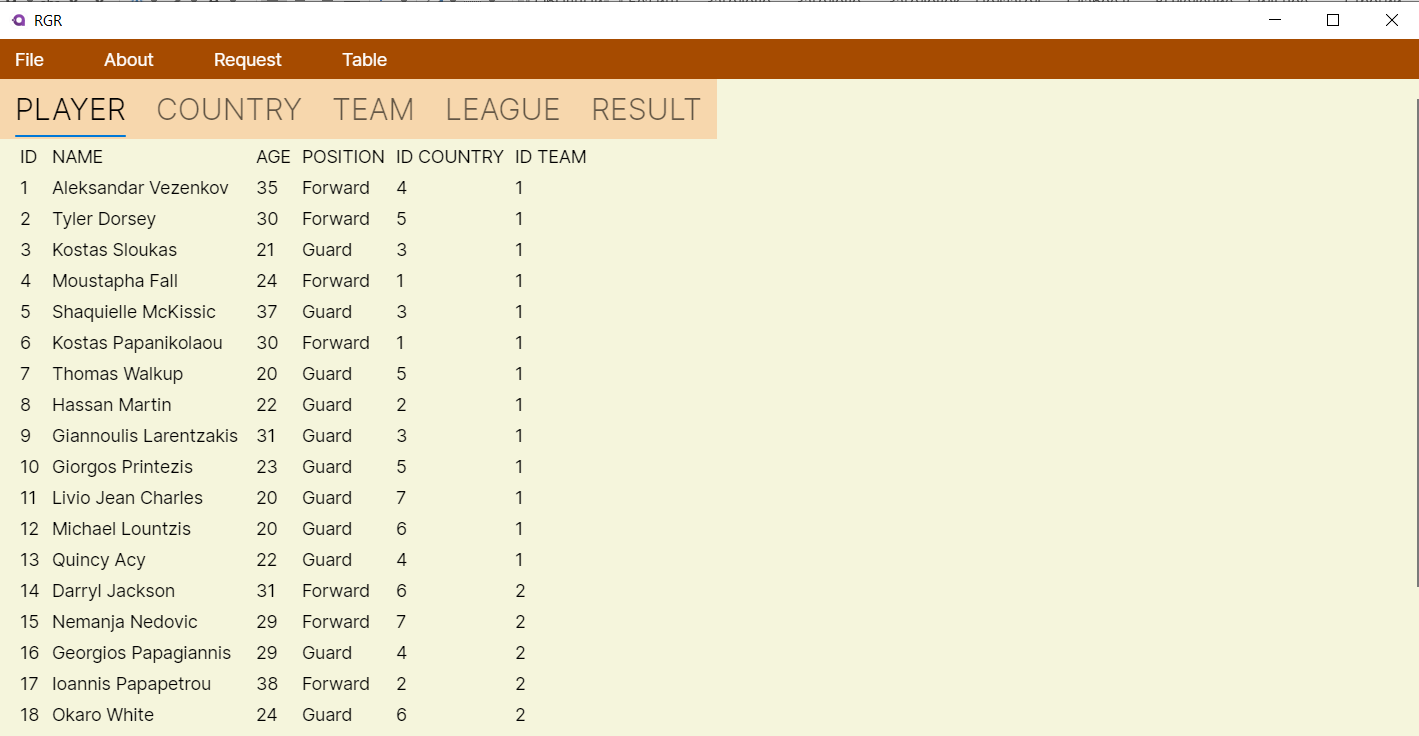 RGR
File About Request Table
PLAYER COUNTRY TEAM LEAGUE RESULT
ID NAME AGE POSITION ID COUNTRY ID TEAM
1 Aleksandar Vezenkov 35 Forward 4 1
2 Tyler Dorsey 30 Forward 5 1
3 Kostas Sloukas 21 Guard 3 1
4 Moustapha Fall 24 Forward 1 1
5 Shaquielle McKissic 37 Guard 3 1
6 Kostas Papanikolaou 30 Forward 1 1
7 Thomas Walkup 20 Guard 5 1
8 Hassan Martin 22 Guard 2 1
9 Giannoulis Larentzakis 31 Guard 3 1
10 Giorgos Printezis 23 Guard 5 1
11 Livio Jean Charles 20 Guard 7 1
12 Michael Lountzis 20 Guard 6 1
13 Quincy Acy 22 Guard 4 1
14 Darryl Jackson 31 Forward 6 2
15 Nemanja Nedovic 29 Forward 7 2
16 Georgios Papagiannis 29 Guard 4 2
17 Ioannis Papapetrou 38 Forward 2 2
18 Okaro White 24 Guard 6 2